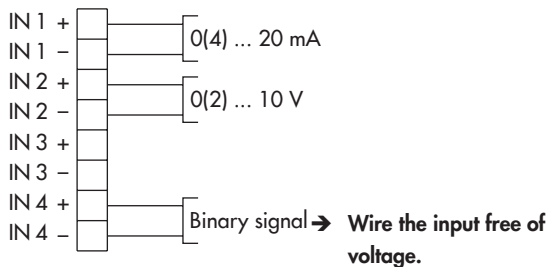 IN 1 +
IN 1 –
0(4) ... 20 mA
IN 2 +
IN 2 –
0(2) ... 10 V
IN 3 +
IN 3 –
IN 4 +
IN 4 –
Binary signal ➔ Wire the input free of
voltage.